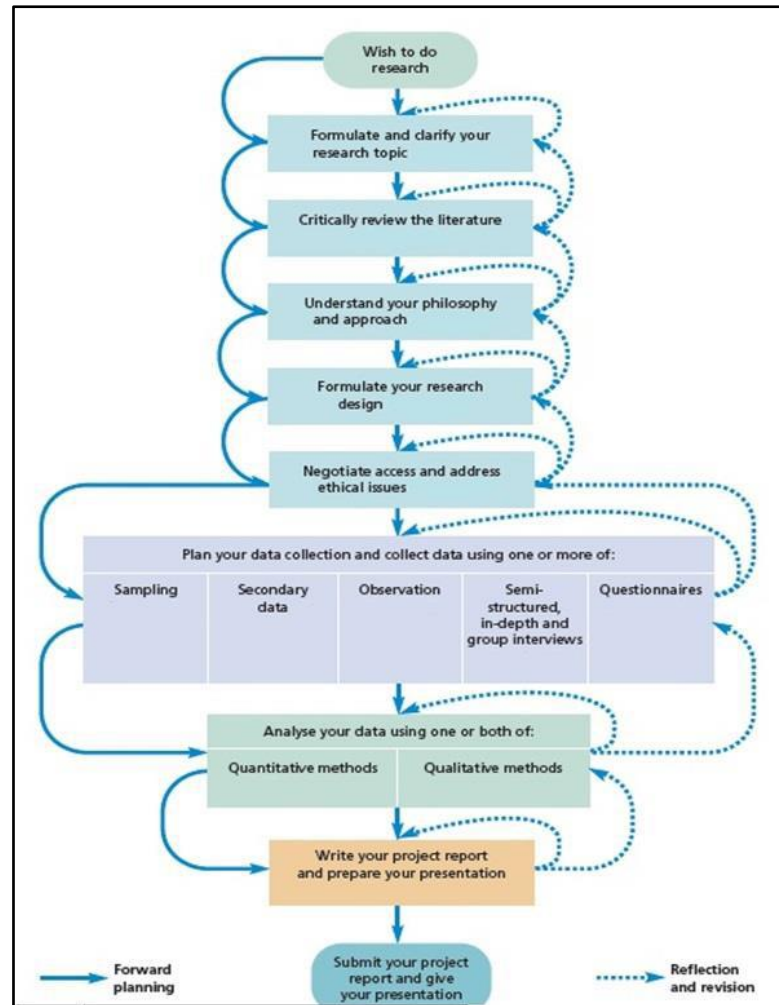 Wish to do
research
Formulate and clarify your
research topic
Critically review the literature
Understand your philosophy
and approach
Formulate your research
design
Negotiate access and address
ethical issues
Plan your data collection and collect data using one or more of:
Sampling
Secondary
data
Observation
Semi-
structured,
in-depth and
group interviews
Questionnaires
Analyse your data using one or both of:
Quantitative methods
Qualitative methods
Write your project report
and prepare your presentation
Submit your project
report and give
your presentation
Forward
planning
Reflection
and revision